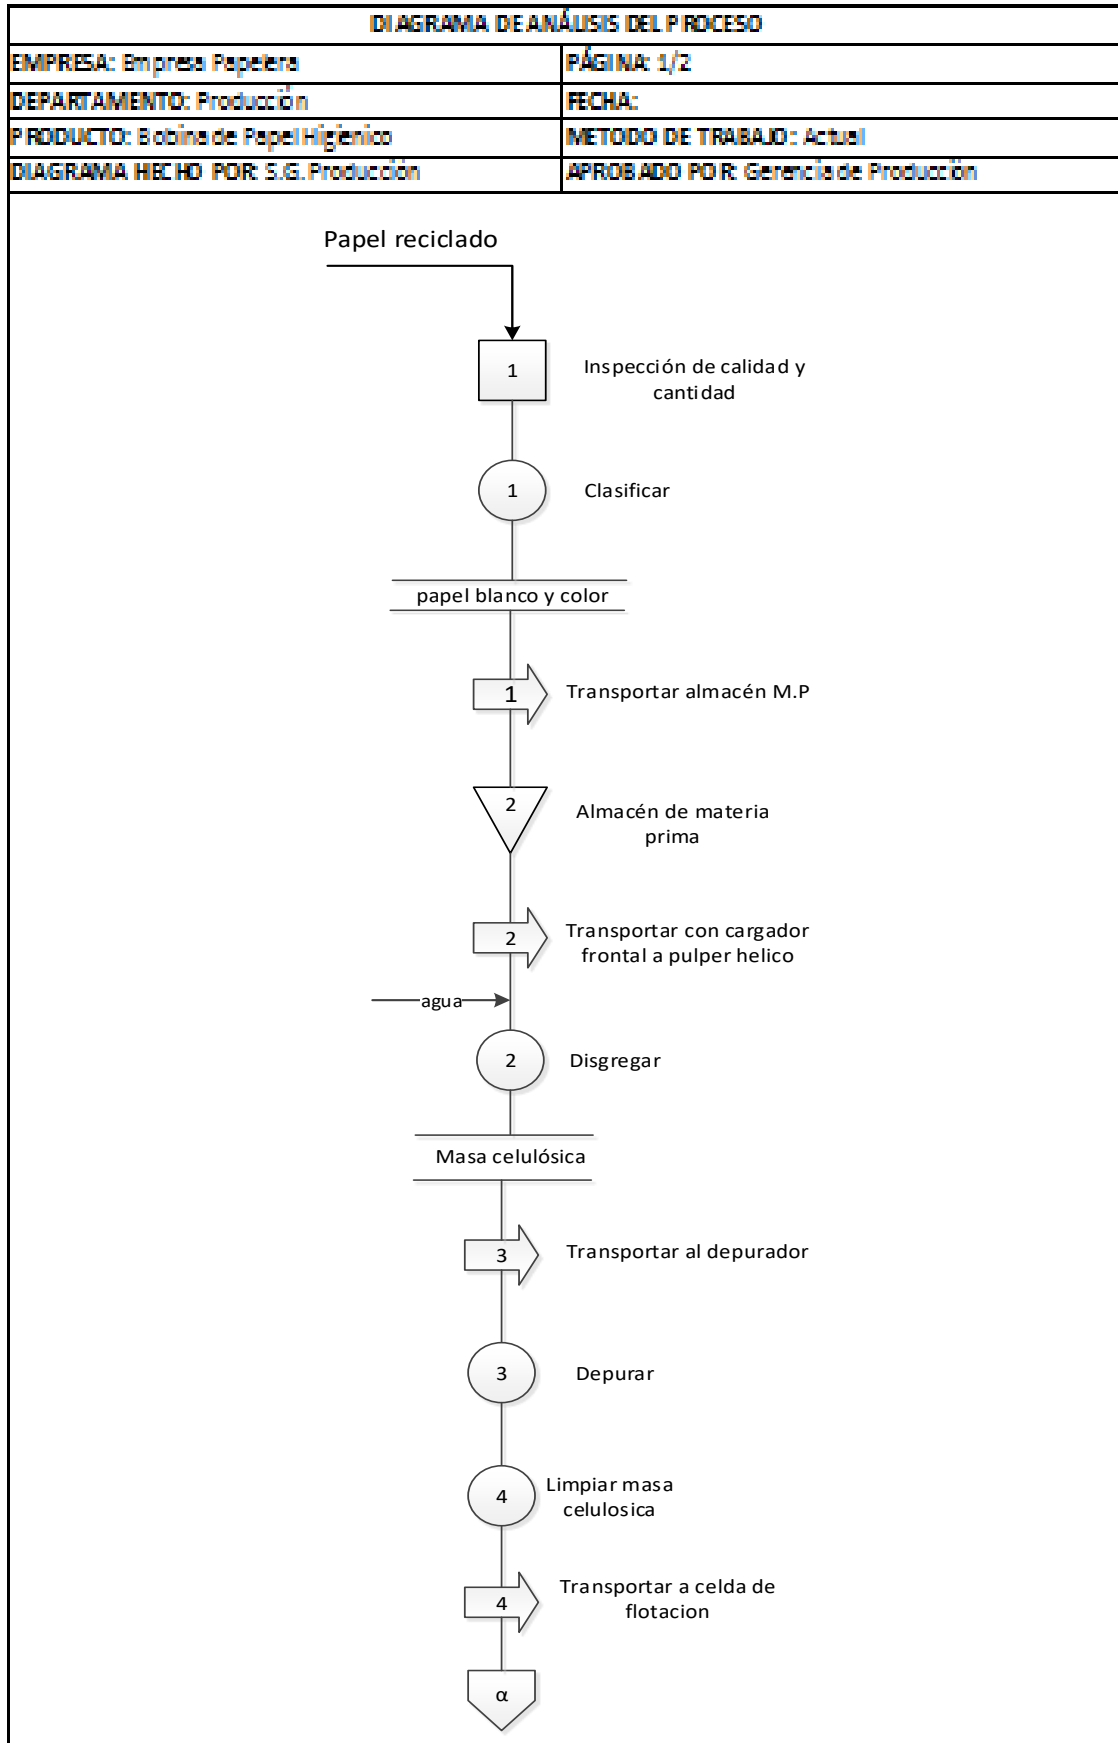 DIAGRAMA DE ANÁLISIS DEL PROCESO
EMPRESA: Empresa Papelera
PÁGINA: 1/2
DEPARTAMENTO: Producción
FECHA:
PRODUCTO: Bobina de Papel Higienico
METODO DE TRABAJO: Actual
DIAGRAMA HECHO POR: S.G. Producción
APROBADO POR: Gerencia de Producción
Papel reciclado
1
Inspección de calidad y
cantidad
1
Clasificar
papel blanco y color
1
Transportar almacén M.P
2
Almacén de materia
prima
2
Transportar con cargador
frontal a pulper helico
agua
2
Disgregar
Masa celulósica
3
Transportar al depurador
3
Depurar
4
Limpiar masa
celulosica
4
Transportar a celda de
flotacion
α